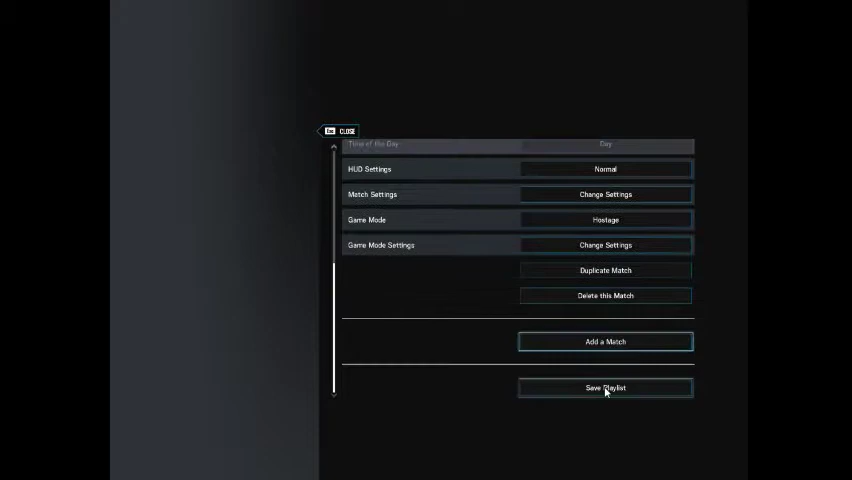 Esc CLOSE
Time of the Day Day
HUD Settings Normal
Match Settings Change Settings
Game Mode Hostage
Game Mode Settings Change Settings
Duplicate Match
Delete this Match
Add a Match
Save Playlist